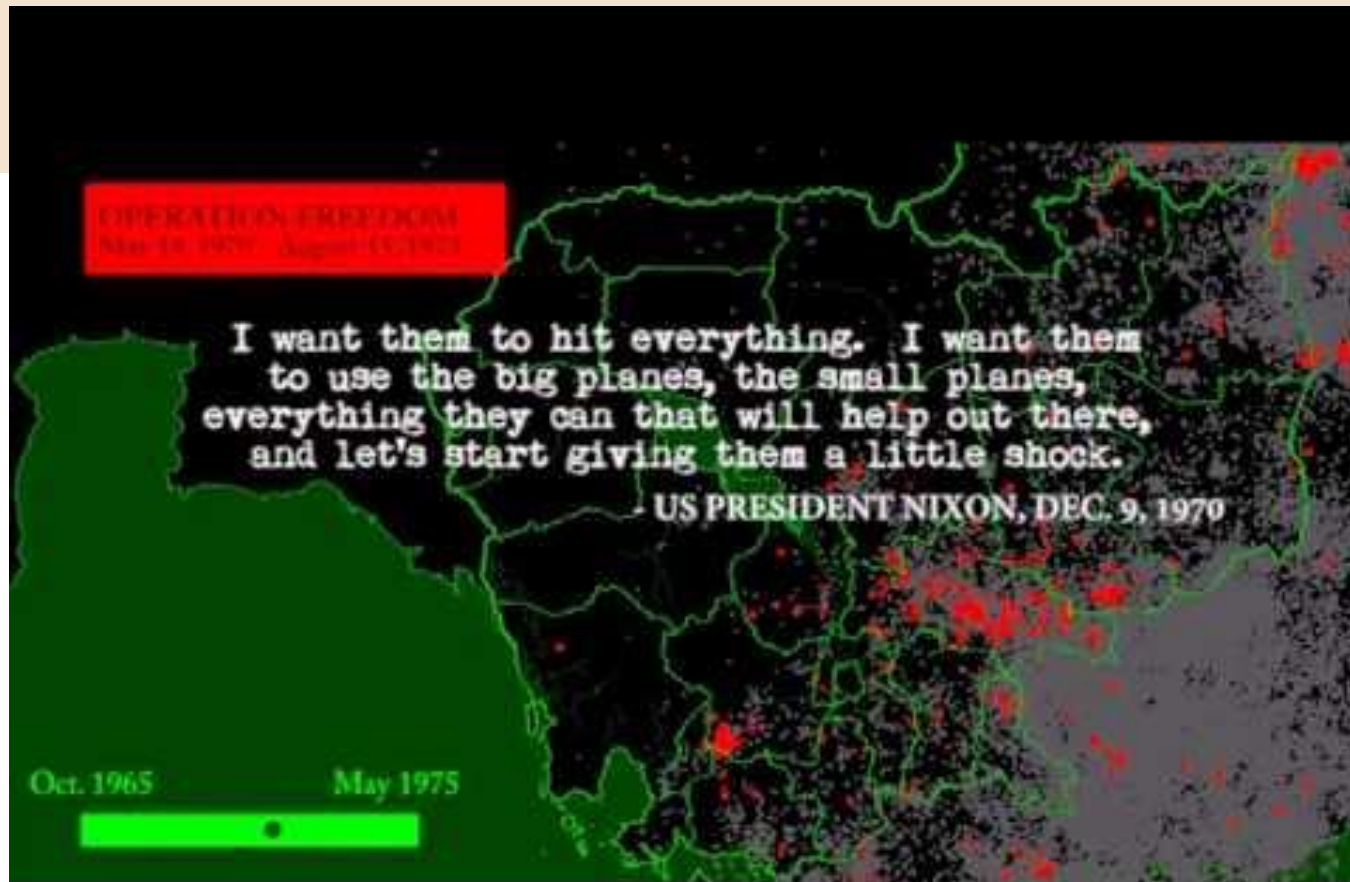 OPERATION: FREEDOM
I want them to hit everything. I want them
to use the big planes, the small planes,
everything they can that will help out there,
and let's start giving them a little shock.
- US PRESIDENT NIXON, DEC. 9, 1970
Oct. 1965 May 1975